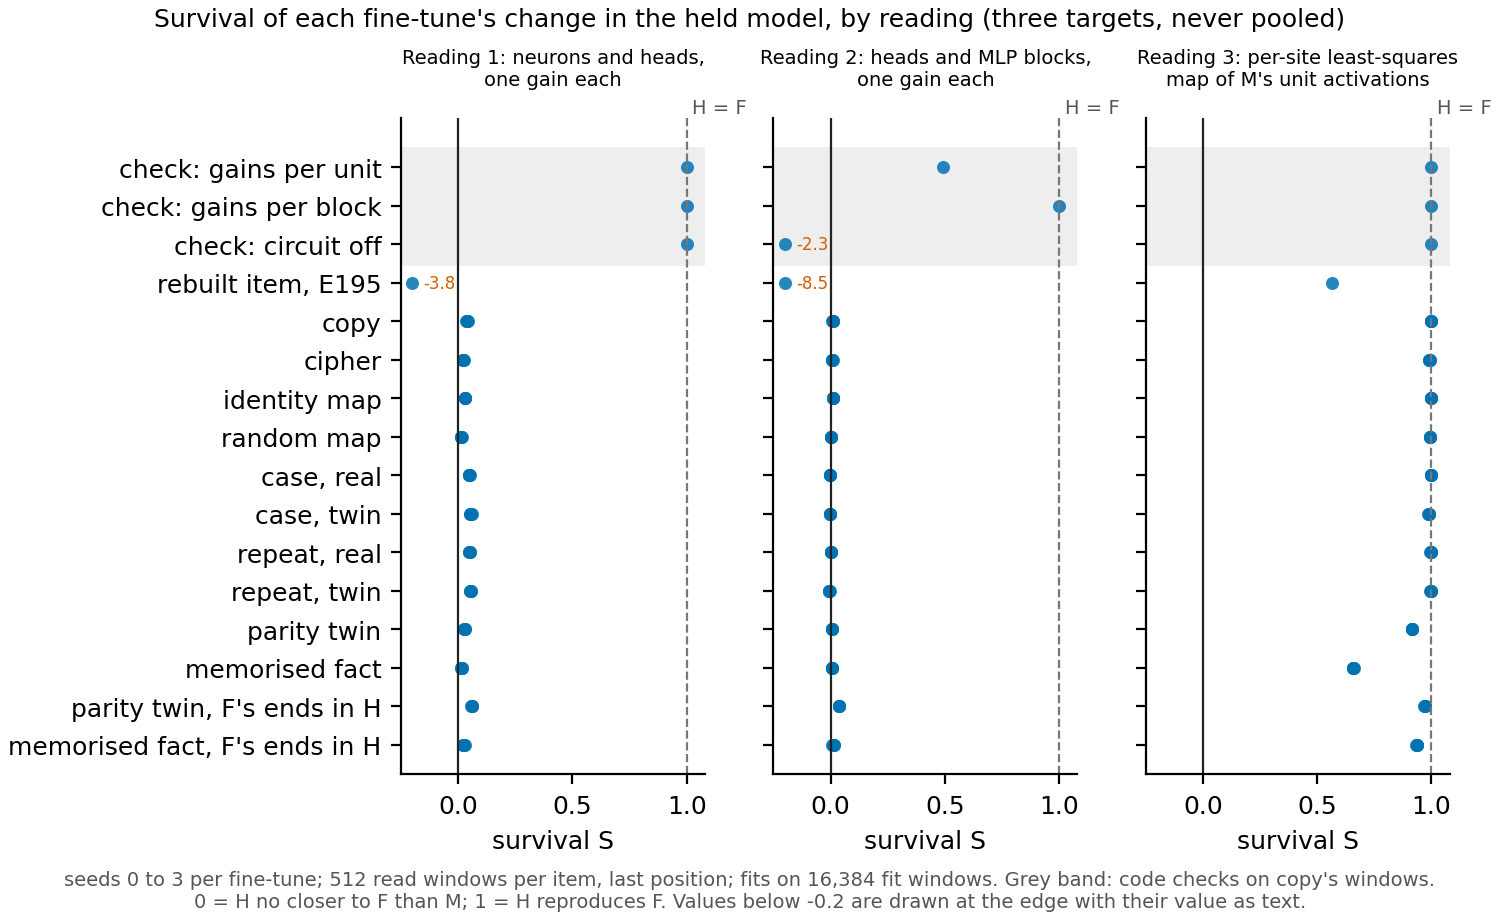 Survival of each fine-tune's change in the held model, by reading (three targets, never pooled)
Reading 1: neurons and heads,
one gain each
Reading 2: heads and MLP blocks,
one gain each
Reading 3: per-site least-squares
map of M's unit activations
H = F
H = F
H = F
check: gains per unit
check: gains per block
check: circuit off
-2.3
rebuilt item, E195
-3.8
-8.5
copy
cipher
identity map
random map
case, real
case, twin
repeat, real
repeat, twin
parity twin
memorised fact
parity twin, F's ends in H
memorised fact, F's ends in H
0.0 0.5 1.0
0.0 0.5 1.0
0.0 0.5 1.0
survival S
survival S
survival S
seeds 0 to 3 per fine-tune; 512 read windows per item, last position; fits on 16,384 fit windows. Grey band: code checks on copy's windows.
0 = H no closer to F than M; 1 = H reproduces F. Values below -0.2 are drawn at the edge with their value as text.